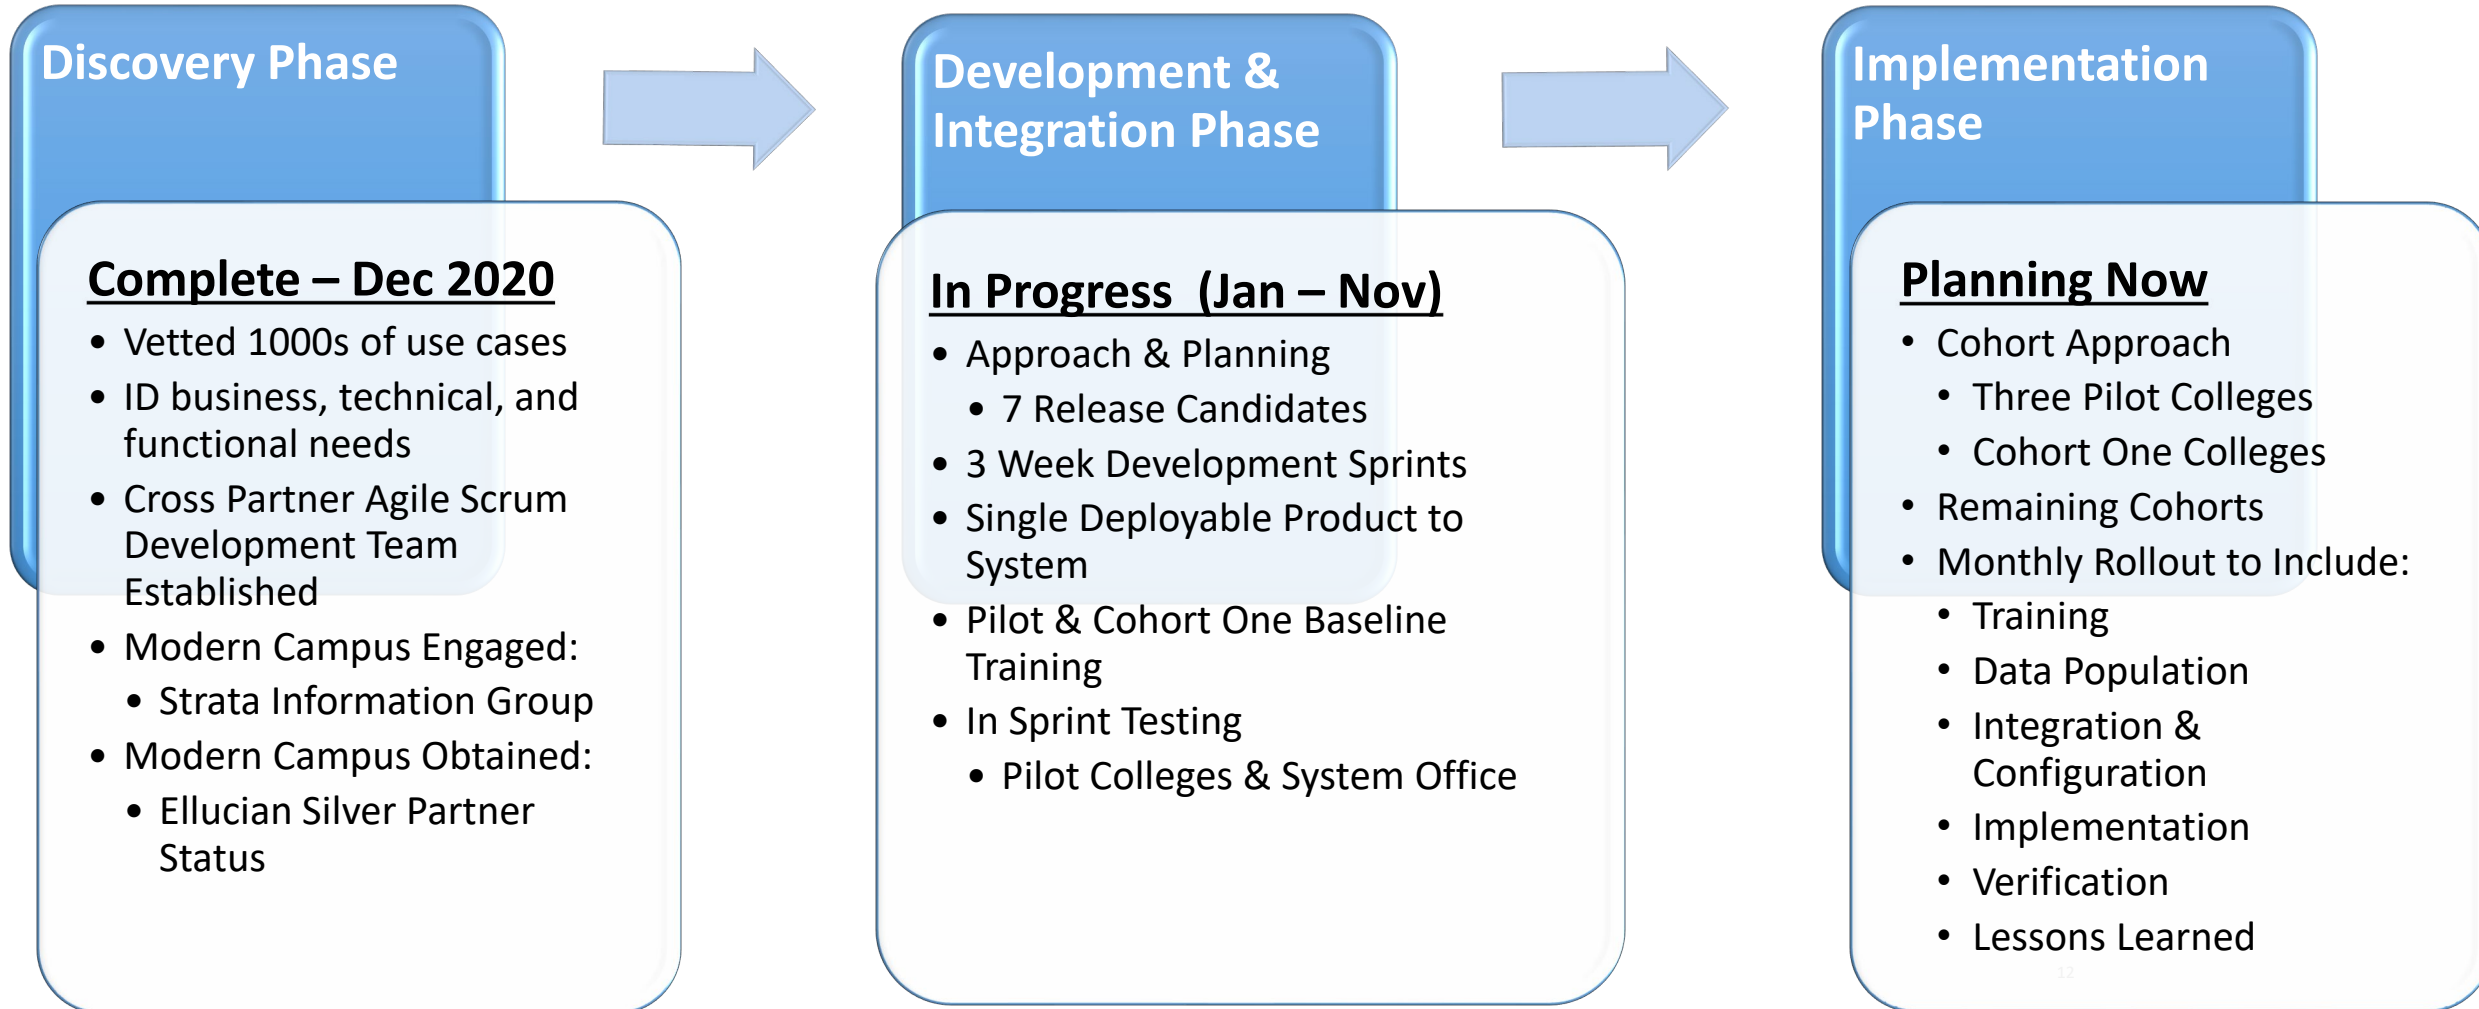 Discovery Phase
Complete – Dec 2020
• Vetted 1000s of use cases
• ID business, technical, and
functional needs
• Cross Partner Agile Scrum
Development Team
Established
• Modern Campus Engaged:
• Strata Information Group
• Modern Campus Obtained:
• Ellucian Silver Partner
Status
Development &
Integration Phase
In Progress  (Jan – Nov)
• Approach & Planning
• 7 Release Candidates
• 3 Week Development Sprints
• Single Deployable Product to
System
• Pilot & Cohort One Baseline
Training
• In Sprint Testing
• Pilot Colleges & System Office
Implementation
Phase
Planning Now
• Cohort Approach
• Three Pilot Colleges
• Cohort One Colleges
• Remaining Cohorts
• Monthly Rollout to Include:
• Training
• Data Population
• Integration &
Configuration
• Implementation
• Verification
• Lessons Learned
12